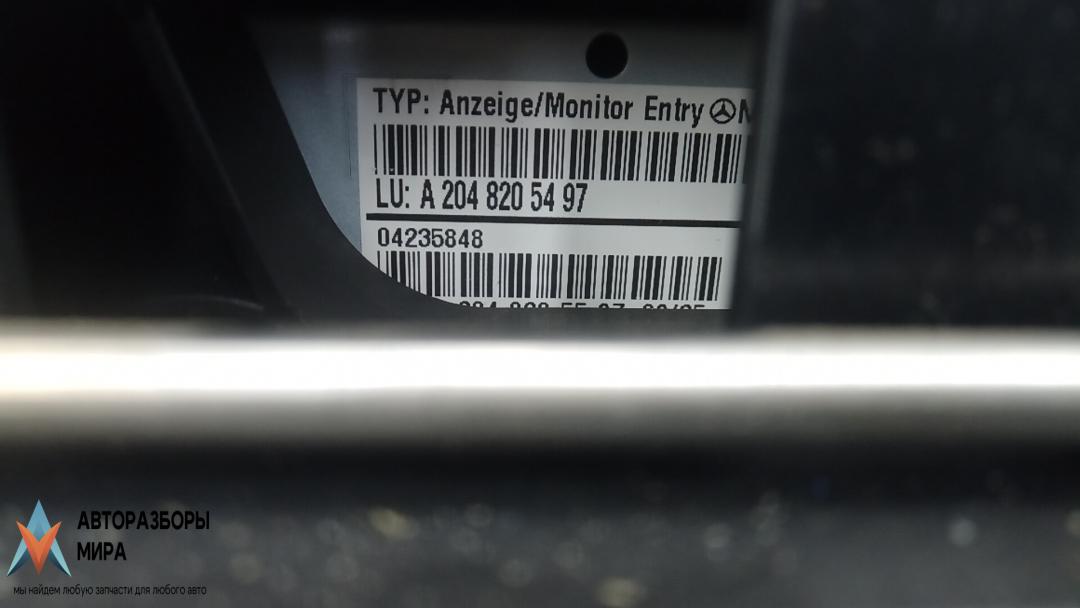 TYP: Anzeige/Monitor Entry
LU: A 204 820 54 97
04235848
АВТОРАЗБОРЫ
МИРА
мы найдем любую запчасти для любого авто